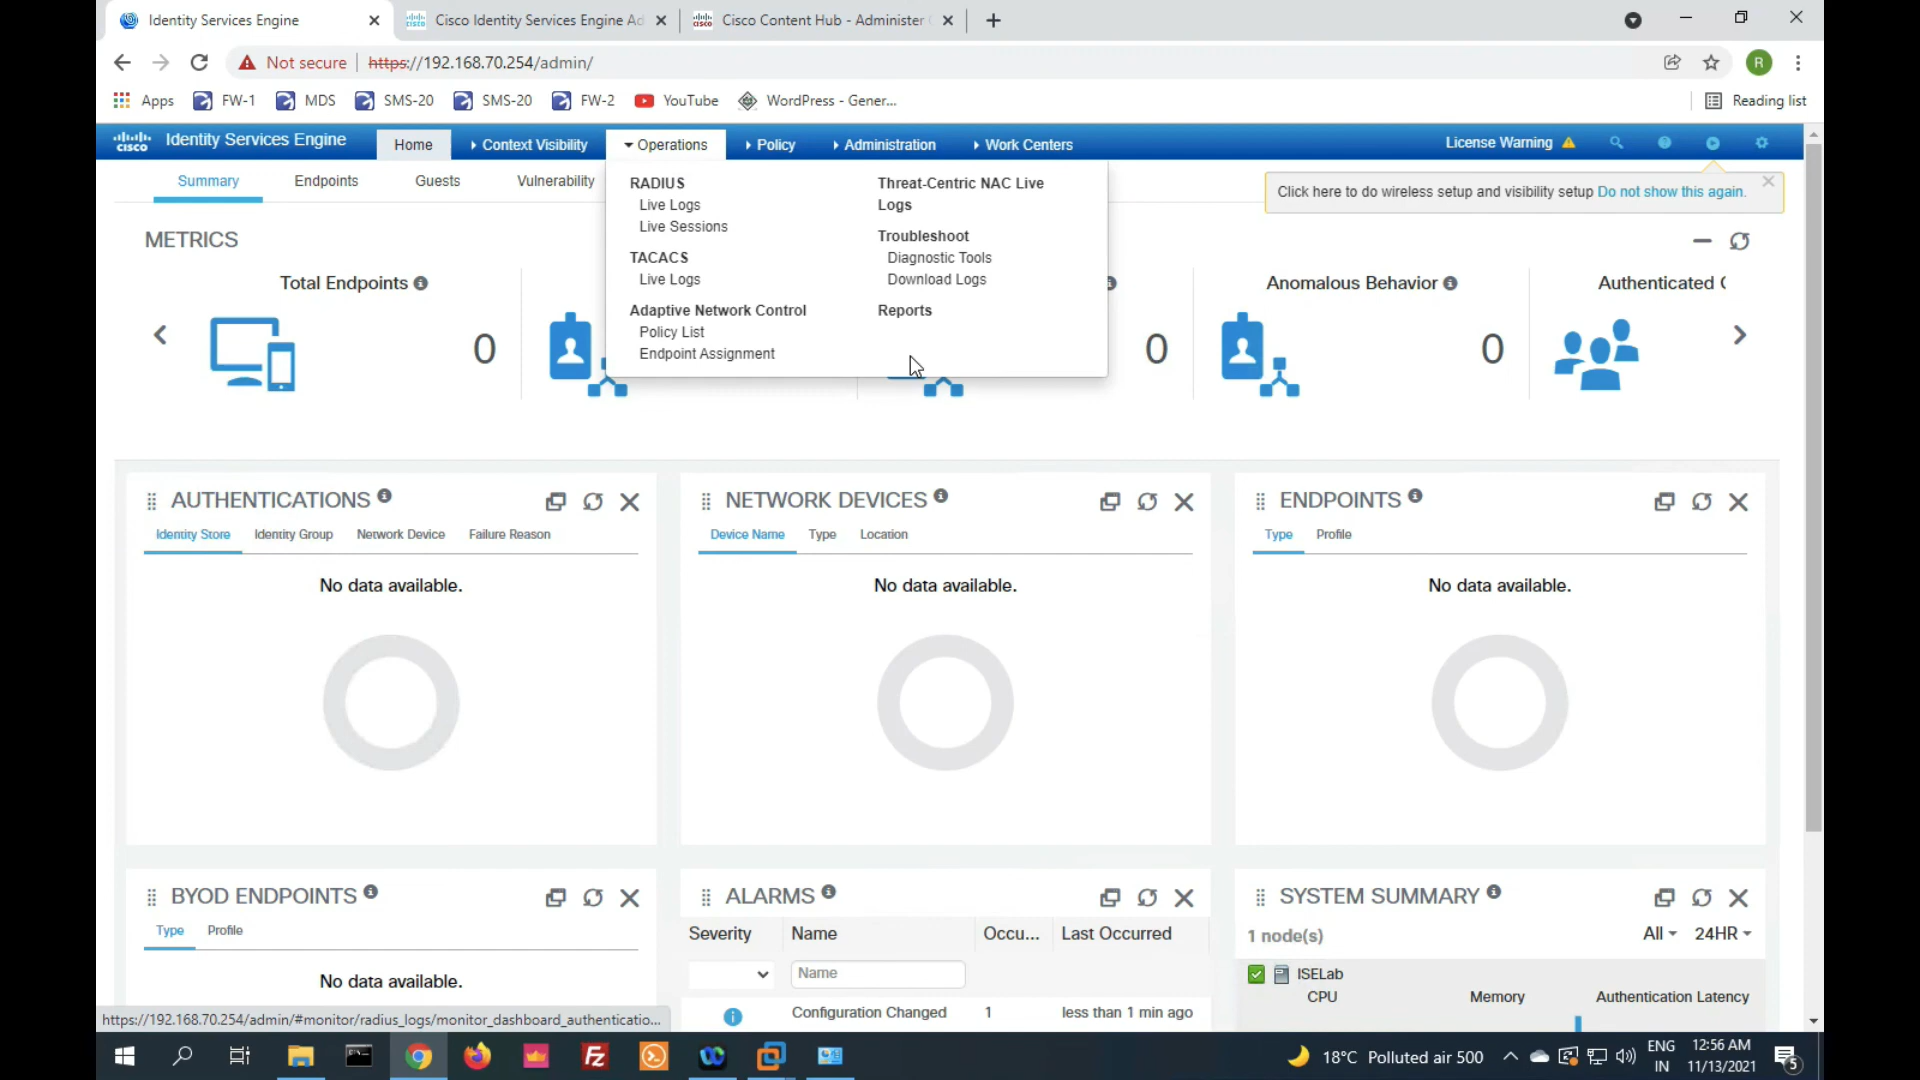 Identity Services Engine
Cisco Identity Services Engine Ad
Cisco Content Hub - Administer C
Not secure
https://192.168.70.254/admin/
R
Apps
FW-1
MDS
SMS-20
SMS-20
FW-2
YouTube
WordPress - Gener...
Reading list
cisco
Identity Services Engine
Home
Context Visibility
Operations
Policy
Administration
Work Centers
License Warning
Summary
Endpoints
Guests
Vulnerability
RADIUS
Live Logs
Live Sessions
TACACS
Live Logs
Adaptive Network Control
Policy List
Endpoint Assignment
Threat-Centric NAC Live
Logs
Troubleshoot
Diagnostic Tools
Download Logs
Reports
Click here to do wireless setup and visibility setup Do not show this again.
METRICS
Total Endpoints
0
0
Anomalous Behavior
0
Authenticated
AUTHENTICATIONS
Identity Store
Identity Group
Network Device
Failure Reason
No data available.
NETWORK DEVICES
Device Name
Type
Location
No data available.
ENDPOINTS
Type
Profile
No data available.
BYOD ENDPOINTS
Type
Profile
No data available.
ALARMS
Severity
Name
Occu...
Last Occurred
Name
Configuration Changed
1
less than 1 min ago
SYSTEM SUMMARY
1 node(s)
All
24HR
ISELab
CPU
Memory
Authentication Latency
https://192.168.70.254/admin/#monitor/radius_logs/monitor_dashboard_authenticatio...
18°C Polluted air 500
ENG
IN
12:56 AM
11/13/2021
5